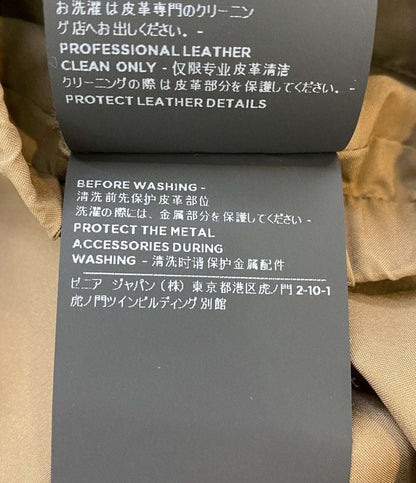 お洗濯は皮革専門のクリーニン
グ店へお出しください。-
PROFESSIONAL LEATHER
CLEAN ONLY - 仅限专业皮革清洁
クリーニングの際は皮革部分を保護してください。-
PROTECT LEATHER DETAILS
BEFORE WASHING -
清洗前先保护皮革部位
洗濯の際には、金属部分を保護してください-
PROTECT THE METAL
ACCESSORIES DURING
WASHING - 清洗时请保护金属配件
ゼニア ジャパン (株) 東京都港区虎ノ門 2-10-1
虎ノ門ツインビルディング 別館